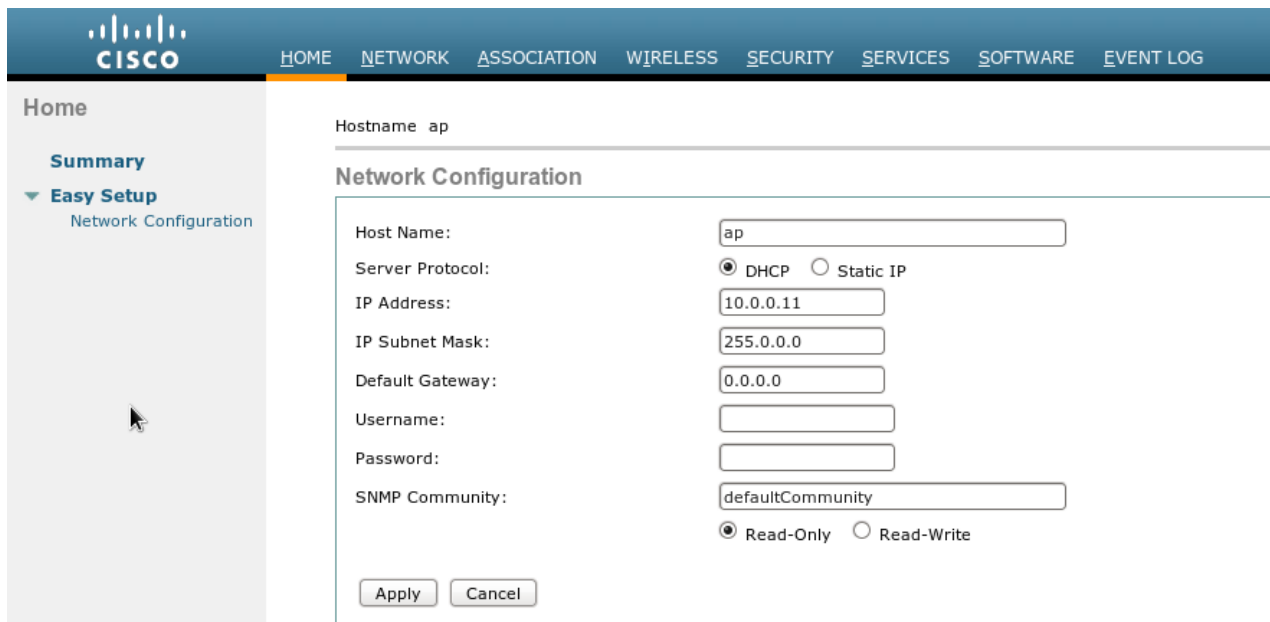 CISCO
HOME NETWORK ASSOCIATION WIRELESS SECURITY SERVICES SOFTWARE EVENT LOG
Home
Summary
Easy Setup
Network Configuration
Hostname ap
Network Configuration
Host Name: ap
Server Protocol: DHCP Static IP
IP Address: 10.0.0.11
IP Subnet Mask: 255.0.0.0
Default Gateway: 0.0.0.0
Username:
Password:
SNMP Community: defaultCommunity
Read-Only Read-Write
Apply Cancel